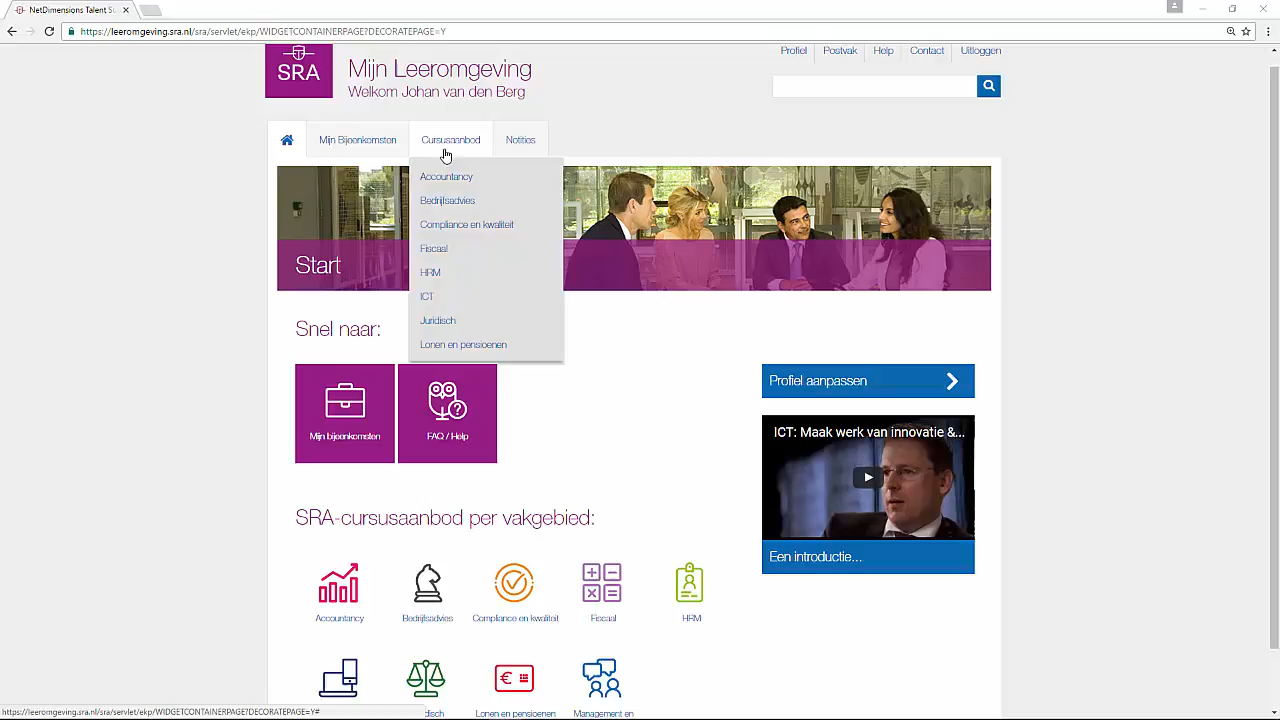 NetDimensions Talent S
https://leeromgeving.sra.nl/sra/servlet/ekp/WIDGETCONTAINERPAGE?DECORATEPAGE=Y
Profiel
Postvak
Help
Contact
Uitloggen
SRA
Mijn Leeromgeving
Welkom Johan van den Berg
Mijn Bijeenkomsten
Cursusaanbod
Notities
Accountancy
Bedrijfsadvies
Compliance en kwaliteit
Fiscaal
HRM
ICT
Juridisch
Lonen en pensioenen
Start
Snel naar:
Mijn bijeenkomsten
FAQ / Help
Profiel aanpassen
ICT: Maak werk van innovatie &...
Een introductie...
SRA-cursusaanbod per vakgebied:
Accountancy
Bedrijfsadvies
Compliance en kwaliteit
Fiscaal
HRM
Lonen en pensioenen
Management en
https://leeromgeving.sra.nl/sra/servlet/ekp/WIDGETCONTAINERPAGE?DECORATEPAGE=Y#